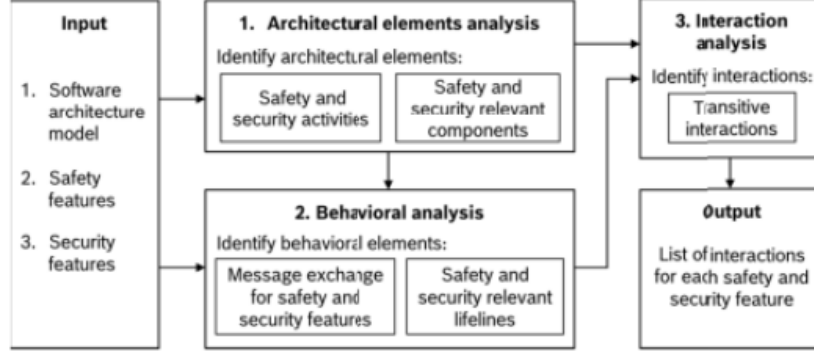 Input
1. Software
architecture
model
2. Safety
features
3. Security
features
1. Architectural elements analysis
Identify architectural elements:
Safety and
security activities
Safety and
security relevant
components
2. Behavioral analysis
Identify behavioral elements:
Message exchange
for safety and
security features
Safety and
security relevant
lifelines
3. Interaction
analysis
Identify interactions:
Transitive
interactions
Output
List of interactions
for each safety and
security feature